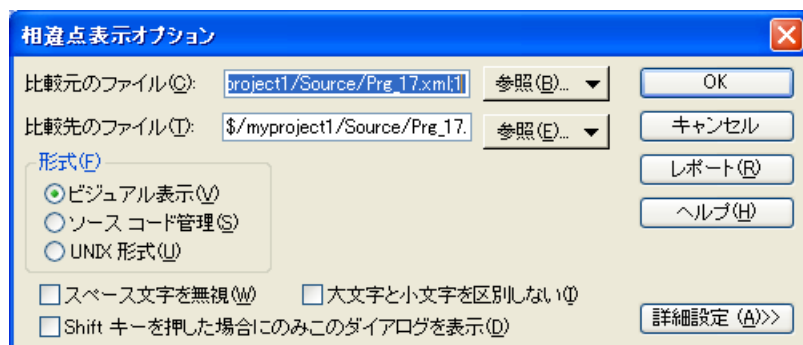 相違点表示オプション
比較元のファイル(C): project1/Source/Prg_17.xml;1 参照(B)... OK
比較先のファイル(T): $/myproject1/Source/Prg_17. 参照(E)... キャンセル
形式(F) レポート(R)
ビジュアル表示(V)
ソース コード管理(S) ヘルプ(H)
UNIX 形式(U)
スペース文字を無視(W) 大文字と小文字を区別しない(I)
Shift キーを押した場合にのみこのダイアログを表示(D) 詳細設定 (A)>>